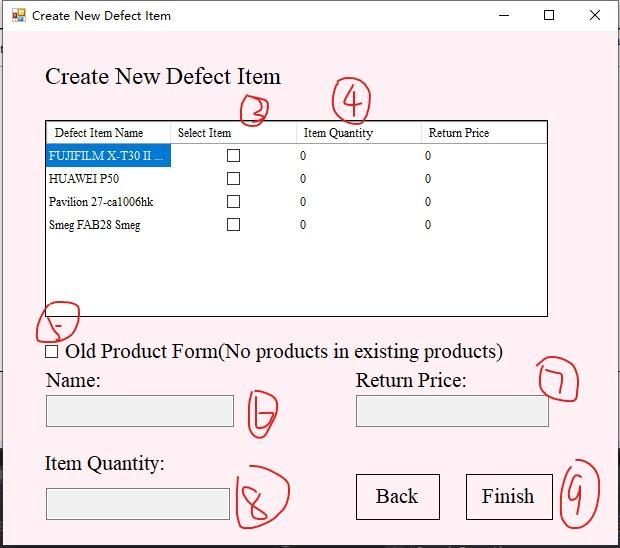 Create New Defect Item
Create New Defect Item
3 4
Defect Item Name Select Item Item Quantity Return Price
FUJIFILM X-T30 II ... 0 0
HUAWEI P50 0 0
Pavilion 27-ca1006hk 0 0
Smeg FAB28 Smeg 0 0
5
Old Product Form(No products in existing products)
Name: Return Price: 7
6
Item Quantity:
8 Back Finish 9